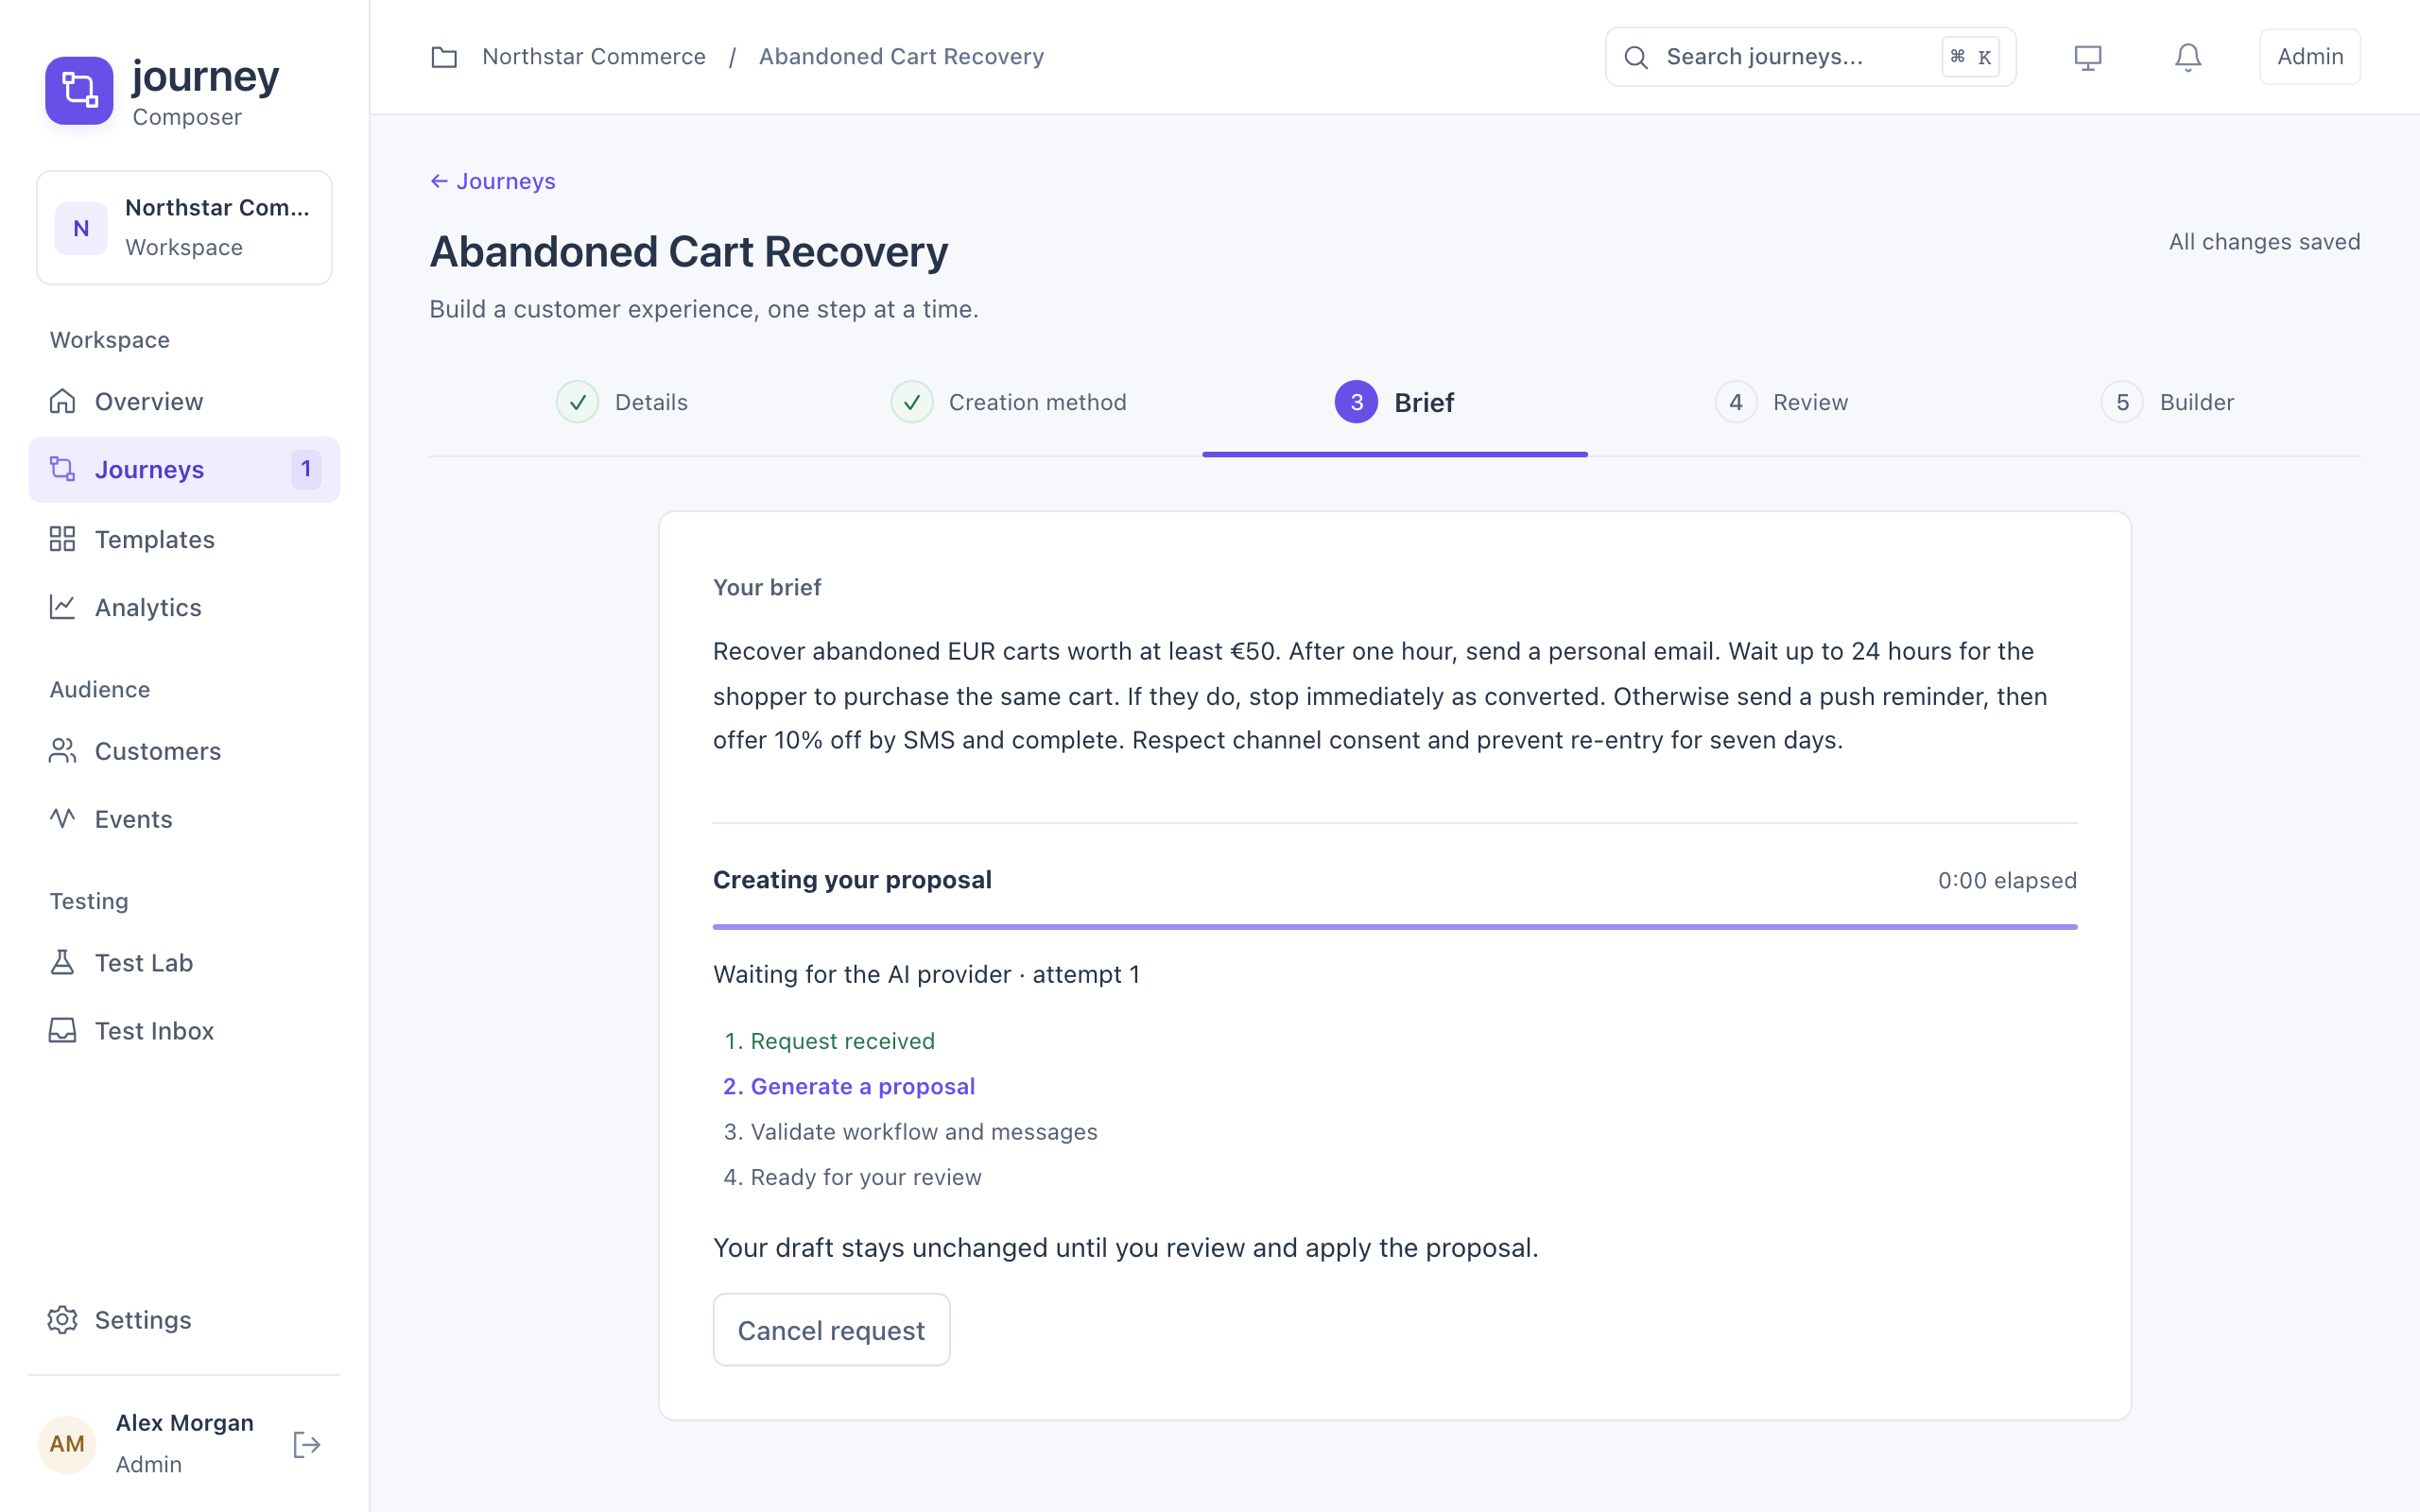 journey
Composer
N
Northstar Com...
Workspace
Workspace
Overview
Journeys 1
Templates
Analytics
Audience
Customers
Events
Testing
Test Lab
Test Inbox
Settings
AM
Alex Morgan
Admin
Northstar Commerce / Abandoned Cart Recovery
Search journeys... ⌘ K
Admin
← Journeys
Abandoned Cart Recovery
All changes saved
Build a customer experience, one step at a time.
Details
Creation method
3 Brief
4 Review
5 Builder
Your brief
Recover abandoned EUR carts worth at least €50. After one hour, send a personal email. Wait up to 24 hours for the
shopper to purchase the same cart. If they do, stop immediately as converted. Otherwise send a push reminder, then
offer 10% off by SMS and complete. Respect channel consent and prevent re-entry for seven days.
Creating your proposal
0:00 elapsed
Waiting for the AI provider · attempt 1
1. Request received
2. Generate a proposal
3. Validate workflow and messages
4. Ready for your review
Your draft stays unchanged until you review and apply the proposal.
Cancel request